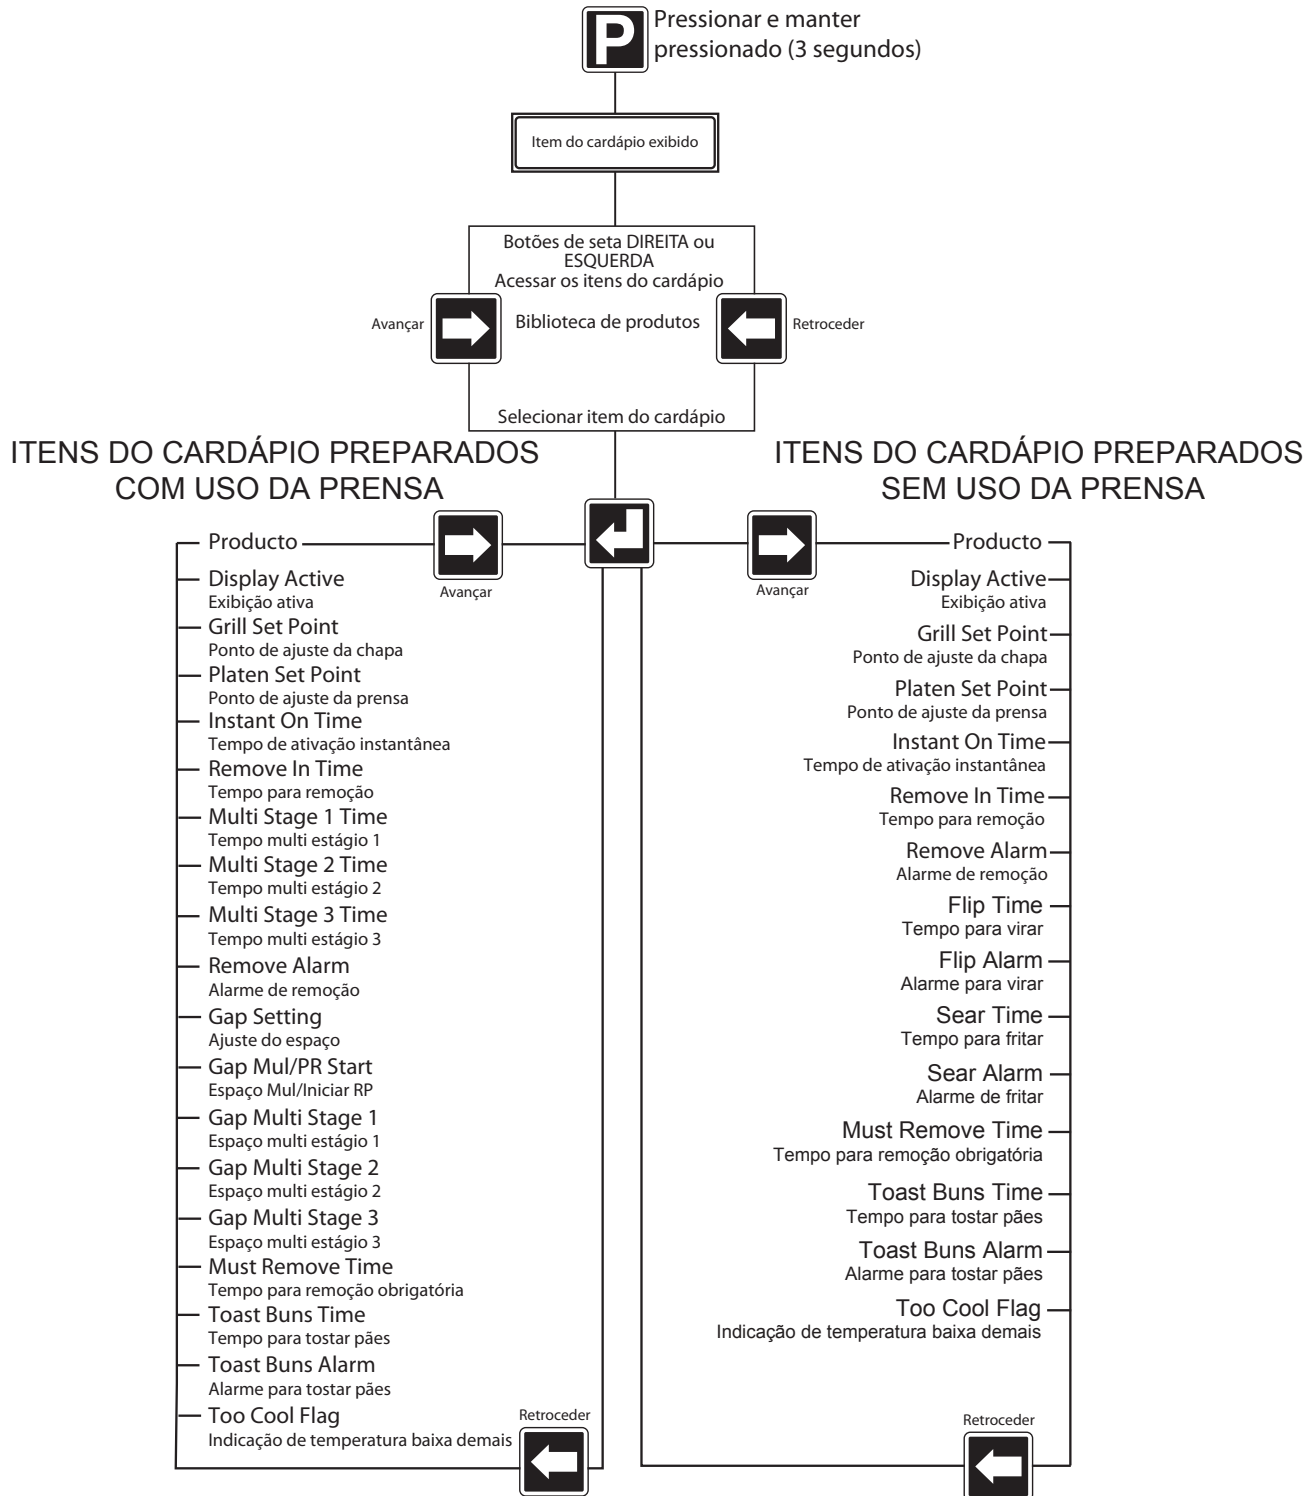 P
Pressionar e manter
pressionado (3 segundos)
Item do cardápio exibido
Botões de seta DIREITA ou
ESQUERDA
Acessar os itens do cardápio
Avançar
Biblioteca de produtos
Retroceder
Selecionar item do cardápio
ITENS DO CARDÁPIO PREPARADOS
COM USO DA PRENSA
Producto
Avançar
Display Active
Exibição ativa
Grill Set Point
Ponto de ajuste da chapa
Platen Set Point
Ponto de ajuste da prensa
Instant On Time
Tempo de ativação instantânea
Remove In Time
Tempo para remoção
Multi Stage 1 Time
Tempo multi estágio 1
Multi Stage 2 Time
Tempo multi estágio 2
Multi Stage 3 Time
Tempo multi estágio 3
Remove Alarm
Alarme de remoção
Gap Setting
Ajuste do espaço
Gap Mul/PR Start
Espaço Mul/Iniciar RP
Gap Multi Stage 1
Espaço multi estágio 1
Gap Multi Stage 2
Espaço multi estágio 2
Gap Multi Stage 3
Espaço multi estágio 3
Must Remove Time
Tempo para remoção obrigatória
Toast Buns Time
Tempo para tostar pães
Toast Buns Alarm
Alarme para tostar pães
Too Cool Flag
Indicação de temperatura baixa demais
Retroceder
ITENS DO CARDÁPIO PREPARADOS
SEM USO DA PRENSA
Avançar
Producto
Display Active
Exibição ativa
Grill Set Point
Ponto de ajuste da chapa
Platen Set Point
Ponto de ajuste da prensa
Instant On Time
Tempo de ativação instantânea
Remove In Time
Tempo para remoção
Remove Alarm
Alarme de remoção
Flip Time
Tempo para virar
Flip Alarm
Alarme para virar
Sear Time
Tempo para fritar
Sear Alarm
Alarme de fritar
Must Remove Time
Tempo para remoção obrigatória
Toast Buns Time
Tempo para tostar pães
Toast Buns Alarm
Alarme para tostar pães
Too Cool Flag
Indicação de temperatura baixa demais
Retroceder